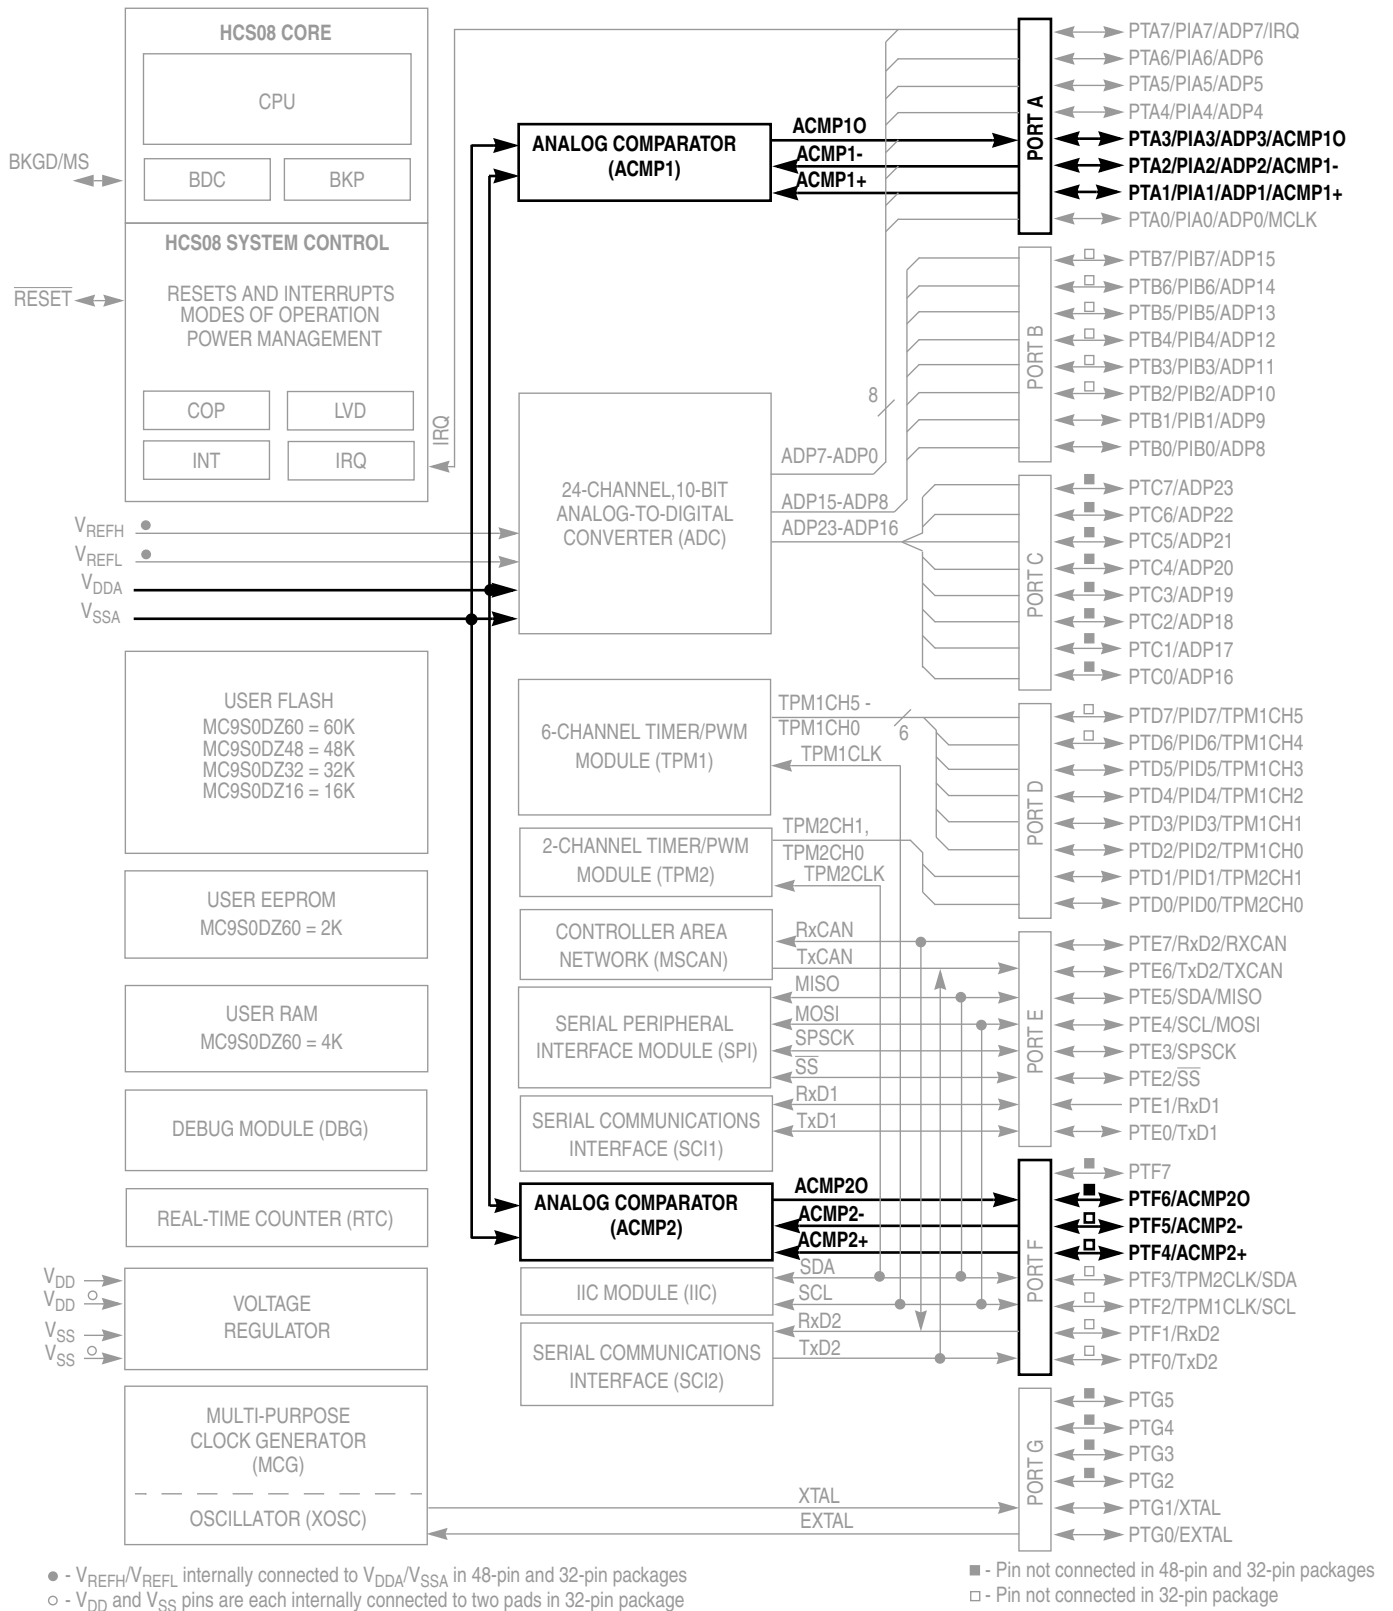 HCS08 CORE
CPU
BDC
BKP
BKGD/MS
HCS08 SYSTEM CONTROL
RESETS AND INTERRUPTS
MODES OF OPERATION
POWER MANAGEMENT
RESET
COP
LVD
INT
IRQ
IRQ
VREFH
VREFL
VDDA
VSSA
USER FLASH
MC9S0DZ60 = 60K
MC9S0DZ48 = 48K
MC9S0DZ32 = 32K
MC9S0DZ16 = 16K
USER EEPROM
MC9S0DZ60 = 2K
USER RAM
MC9S0DZ60 = 4K
DEBUG MODULE (DBG)
REAL-TIME COUNTER (RTC)
VDD
VDD
VSS
VSS
VOLTAGE
REGULATOR
MULTI-PURPOSE
CLOCK GENERATOR
(MCG)
OSCILLATOR (XOSC)
ANALOG COMPARATOR
(ACMP1)
ACMP1O
ACMP1-
ACMP1+
24-CHANNEL,10-BIT
ANALOG-TO-DIGITAL
CONVERTER (ADC)
8
ADP7-ADP0
ADP15-ADP8
ADP23-ADP16
6-CHANNEL TIMER/PWM
MODULE (TPM1)
TPM1CH5 -
TPM1CH0
6
TPM1CLK
2-CHANNEL TIMER/PWM
MODULE (TPM2)
TPM2CH1,
TPM2CH0
TPM2CLK
CONTROLLER AREA
NETWORK (MSCAN)
RxCAN
TxCAN
SERIAL PERIPHERAL
INTERFACE MODULE (SPI)
MISO
MOSI
SPSCK
SS
SERIAL COMMUNICATIONS
INTERFACE (SCI1)
RxD1
TxD1
ANALOG COMPARATOR
(ACMP2)
ACMP2O
ACMP2-
ACMP2+
IIC MODULE (IIC)
SDA
SCL
SERIAL COMMUNICATIONS
INTERFACE (SCI2)
RxD2
TxD2
XTAL
EXTAL
PORT A
PTA7/PIA7/ADP7/IRQ
PTA6/PIA6/ADP6
PTA5/PIA5/ADP5
PTA4/PIA4/ADP4
PTA3/PIA3/ADP3/ACMP1O
PTA2/PIA2/ADP2/ACMP1-
PTA1/PIA1/ADP1/ACMP1+
PTA0/PIA0/ADP0/MCLK
PORT B
PTB7/PIB7/ADP15
PTB6/PIB6/ADP14
PTB5/PIB5/ADP13
PTB4/PIB4/ADP12
PTB3/PIB3/ADP11
PTB2/PIB2/ADP10
PTB1/PIB1/ADP9
PTB0/PIB0/ADP8
PORT C
PTC7/ADP23
PTC6/ADP22
PTC5/ADP21
PTC4/ADP20
PTC3/ADP19
PTC2/ADP18
PTC1/ADP17
PTC0/ADP16
PORT D
PTD7/PID7/TPM1CH5
PTD6/PID6/TPM1CH4
PTD5/PID5/TPM1CH3
PTD4/PID4/TPM1CH2
PTD3/PID3/TPM1CH1
PTD2/PID2/TPM1CH0
PTD1/PID1/TPM2CH1
PTD0/PID0/TPM2CH0
PORT E
PTE7/RxD2/RXCAN
PTE6/TxD2/TXCAN
PTE5/SDA/MISO
PTE4/SCL/MOSI
PTE3/SPSCK
PTE2/SS
PTE1/RxD1
PTE0/TxD1
PORT F
PTF7
PTF6/ACMP2O
PTF5/ACMP2-
PTF4/ACMP2+
PTF3/TPM2CLK/SDA
PTF2/TPM1CLK/SCL
PTF1/RxD2
PTF0/TxD2
PORT G
PTG5
PTG4
PTG3
PTG2
PTG1/XTAL
PTG0/EXTAL
● - VREFH/VREFL internally connected to VDDA/VSSA in 48-pin and 32-pin packages
○ - VDD and VSS pins are each internally connected to two pads in 32-pin package
■ - Pin not connected in 48-pin and 32-pin packages
□ - Pin not connected in 32-pin package